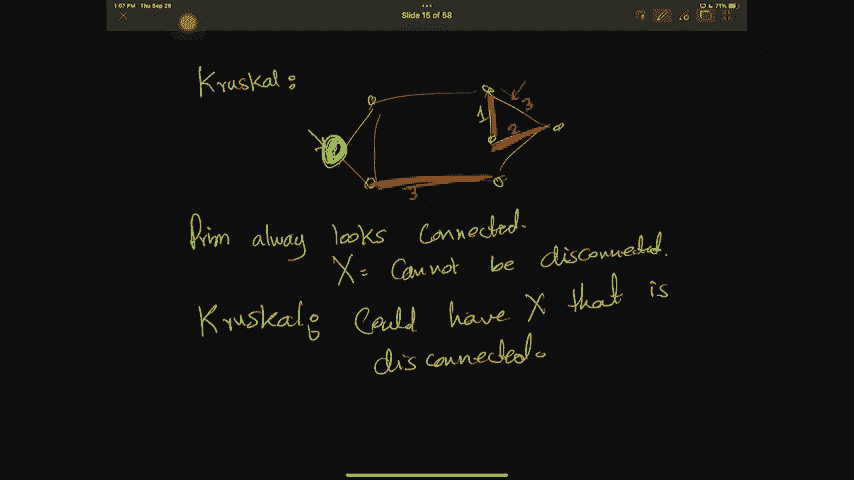 1:07 PM Thu Sep 28
Slide 15 of 58
71%
Kruskal:
1
3
2
3
Prim alway looks connected.
X = Cannot be disconnected.
Kruskal: Could have X that is
disconnected.